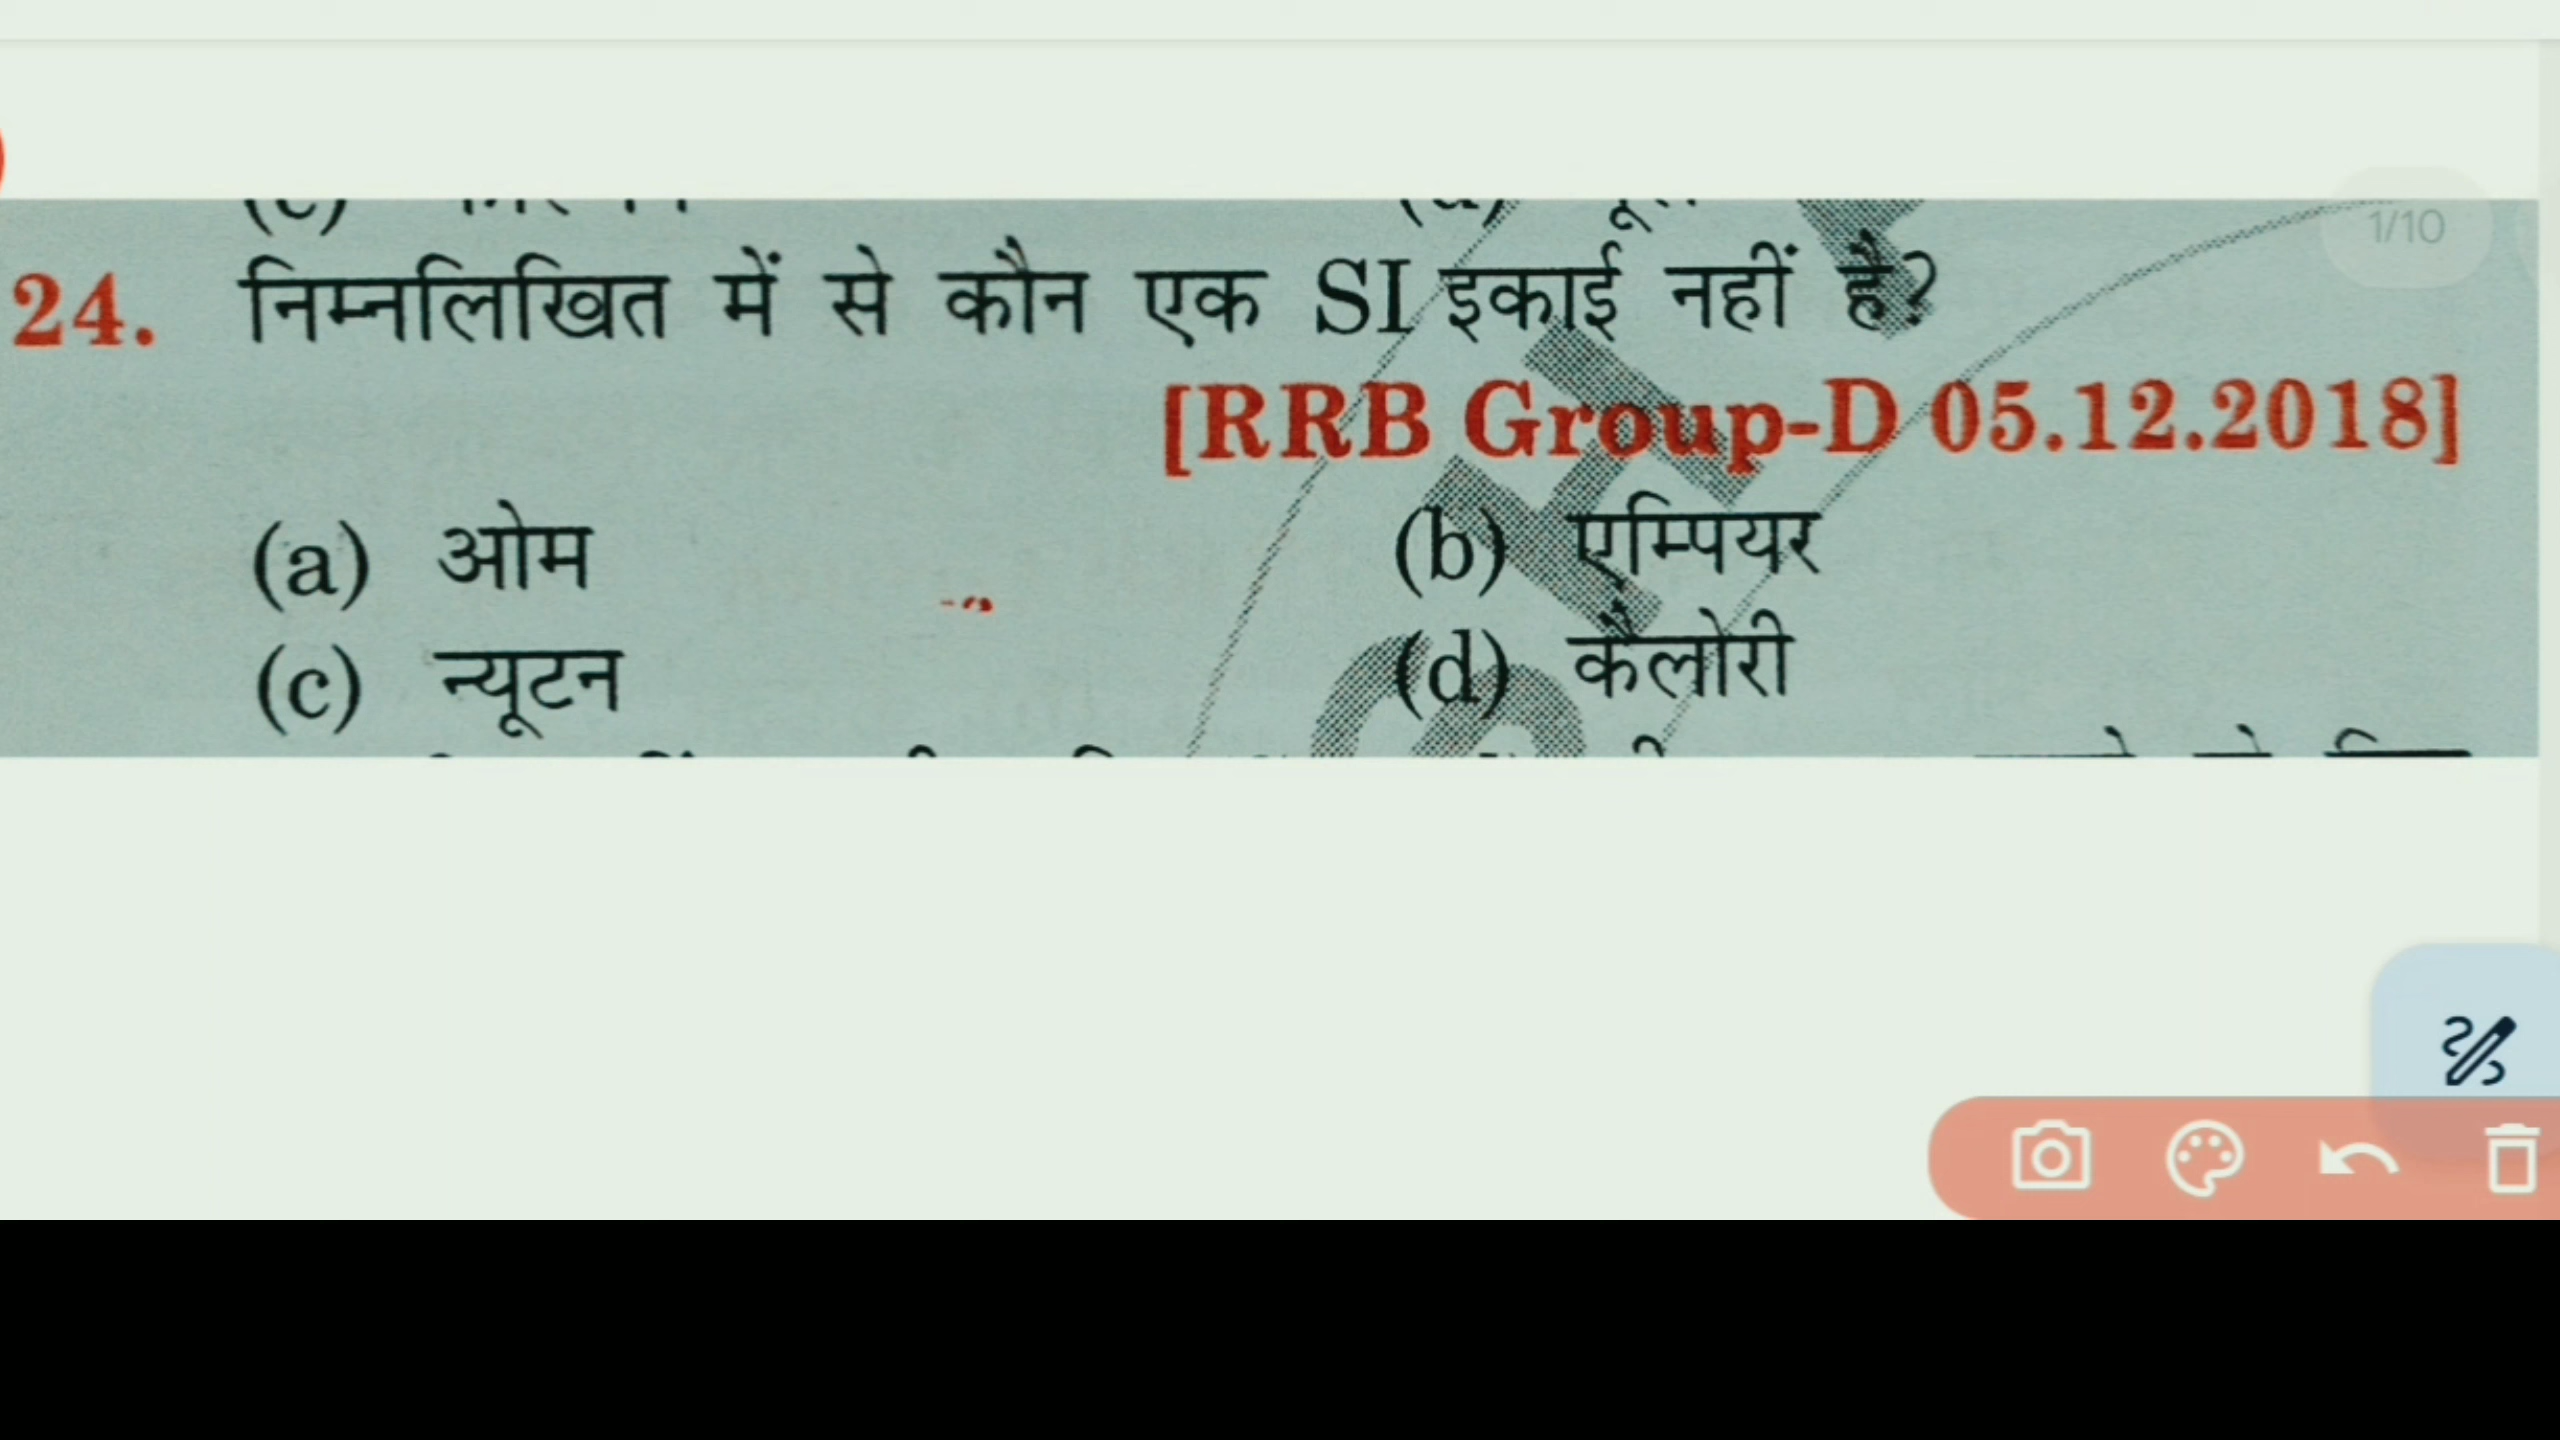 1/10
24. निम्नलिखित में से कौन एक SI इकाई नहीं है?
[RRB Group-D 05.12.2018]
(a) ओम
(b) एम्पियर
(c) न्यूटन
(d) कैलोरी